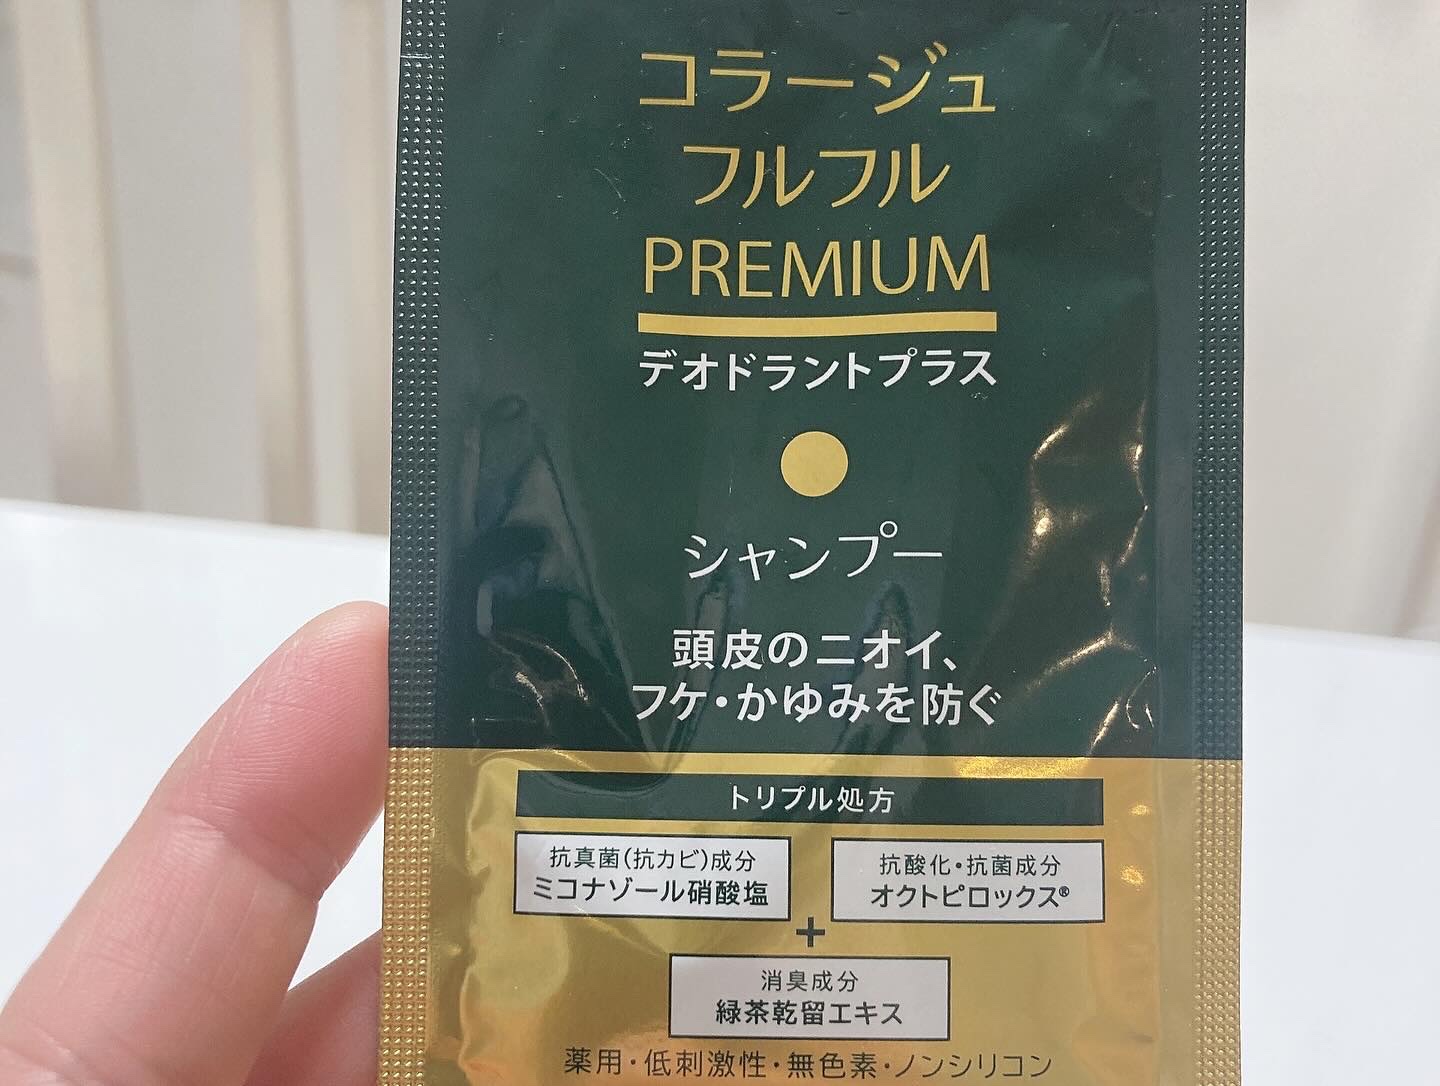 コラージュ
フルフル
PREMIUM
デオドラントプラス
シャンプー
頭皮のニオイ、
フケ・かゆみを防ぐ
トリプル処方
抗真菌(抗カビ)成分
ミコナゾール硝酸塩
抗酸化・抗菌成分
オクトピロックス®
+
消臭成分
緑茶乾留エキス
薬用・低刺激性・無色素・ノンシリコン